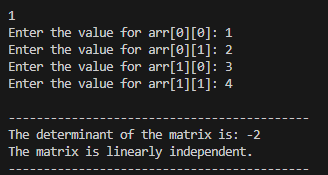 1
Enter the value for arr[0][0]: 1
Enter the value for arr[0][1]: 2
Enter the value for arr[1][0]: 3
Enter the value for arr[1][1]: 4
------------------------------------------
The determinant of the matrix is: -2
The matrix is linearly independent.
------------------------------------------